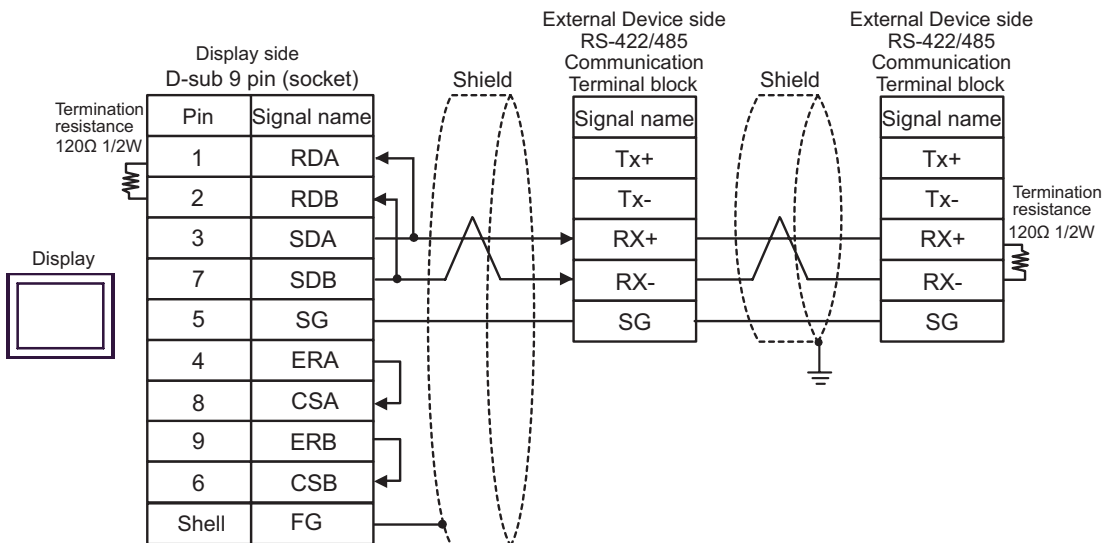 Display side
D-sub 9 pin (socket)
Termination
resistance
120Ω 1/2W
Pin Signal name
1 RDA
2 RDB
3 SDA
7 SDB
5 SG
4 ERA
8 CSA
9 ERB
6 CSB
Shell FG
Display
Shield
External Device side
RS-422/485
Communication
Terminal block
Signal name
Tx+
Tx-
RX+
RX-
SG
Shield
External Device side
RS-422/485
Communication
Terminal block
Signal name
Tx+
Tx-
RX+
RX-
SG
Termination
resistance
120Ω 1/2W